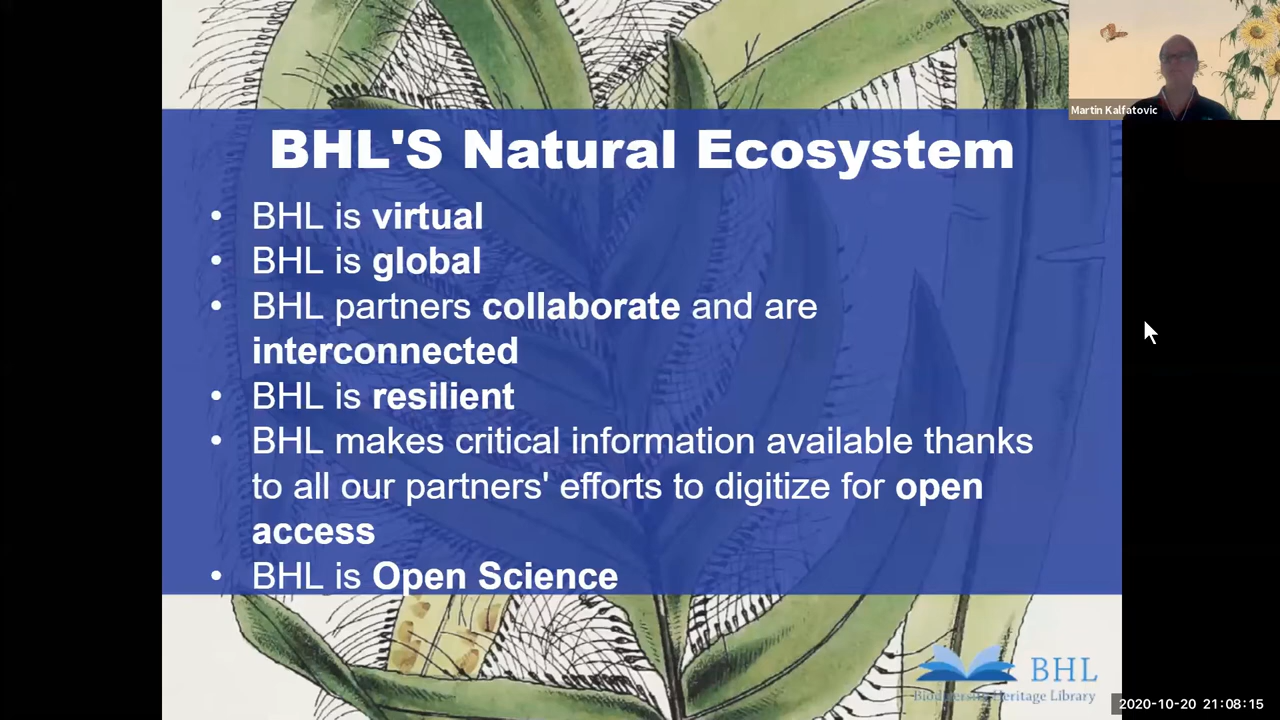 Martin Kalfatovic
BHL'S Natural Ecosystem
• BHL is virtual
• BHL is global
• BHL partners collaborate and are
interconnected
• BHL is resilient
• BHL makes critical information available thanks
to all our partners' efforts to digitize for open
access
• BHL is Open Science
BHL
Biodiversity Heritage Library
2020-10-20 21:08:15